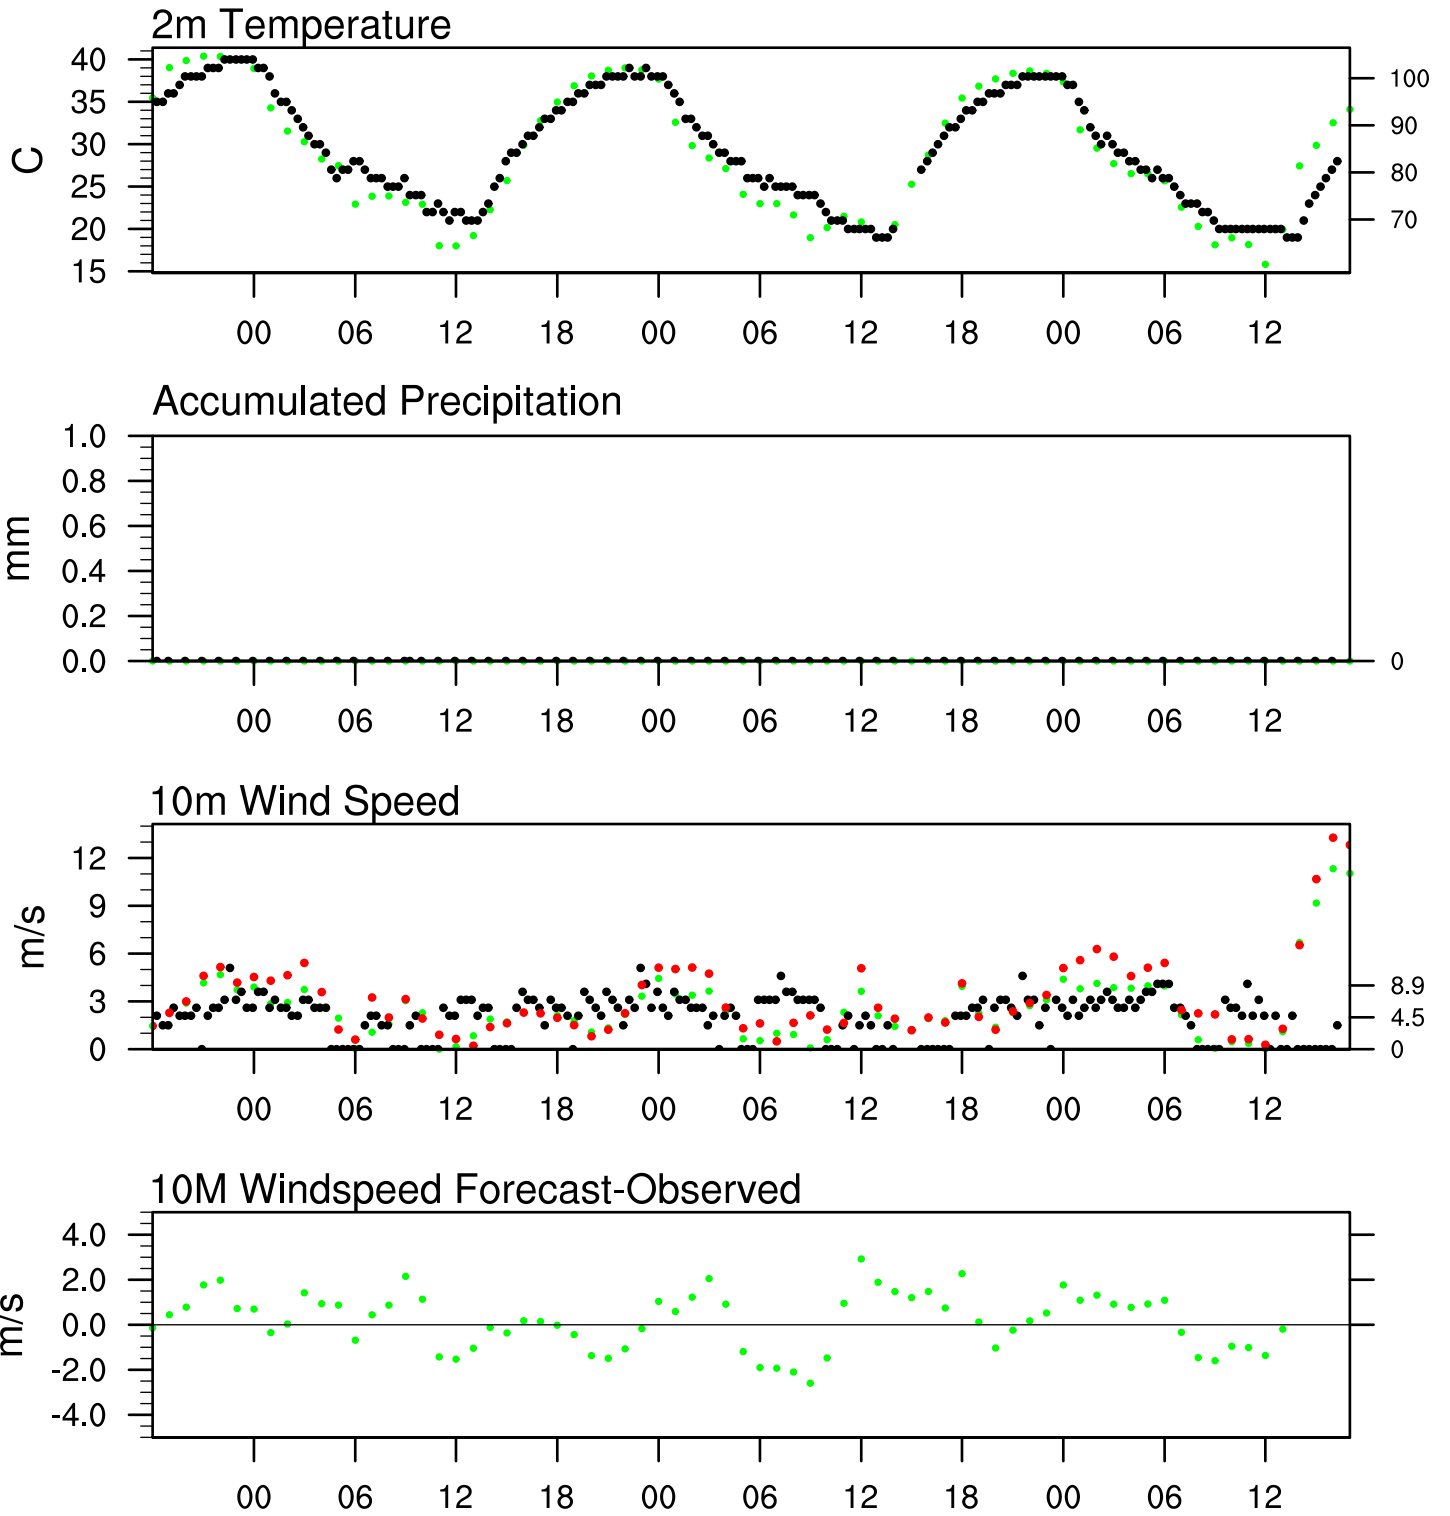 2m Temperature
40
35
30
25
20
15
C
100
90
80
70
00 06 12 18 00 06 12 18 00 06 12
Accumulated Precipitation
1.0
0.8
0.6
0.4
0.2
0.0
mm
0
00 06 12 18 00 06 12 18 00 06 12
10m Wind Speed
12
9
6
3
0
m/s
8.9
4.5
0
00 06 12 18 00 06 12 18 00 06 12
10M Windspeed Forecast-Observed
4.0
2.0
0.0
-2.0
-4.0
m/s
00 06 12 18 00 06 12 18 00 06 12